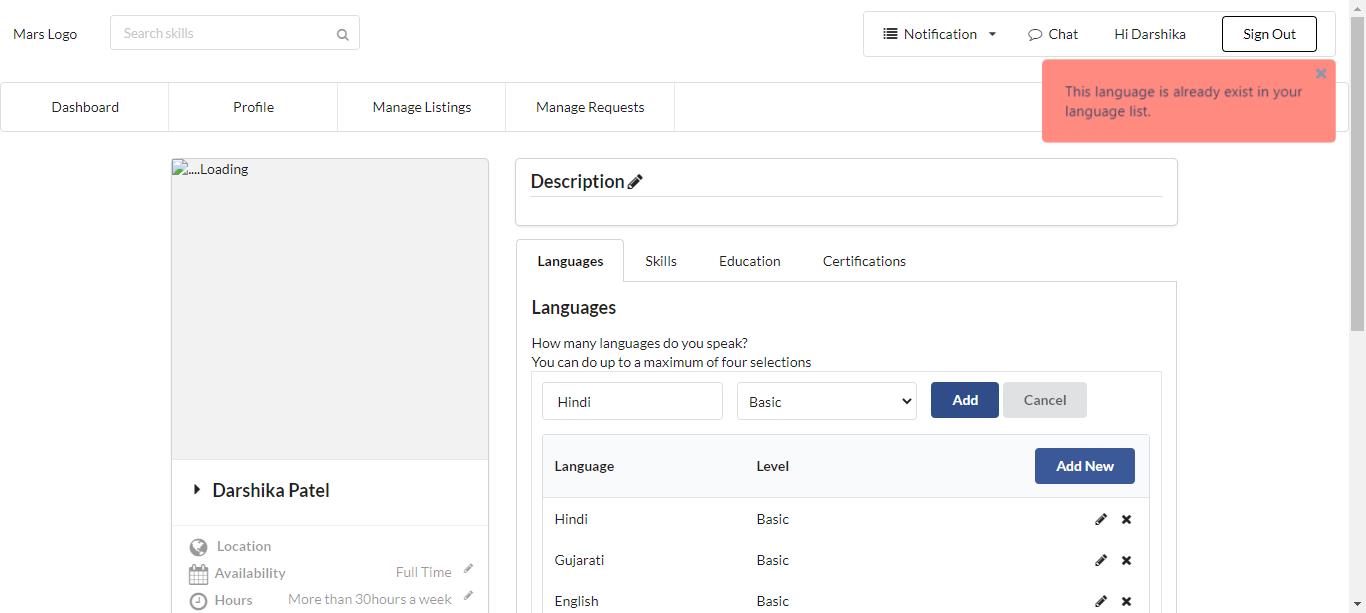 Mars Logo
Search skills
Notification
Chat
Hi Darshika
Sign Out
This language is already exist in your
language list.
Dashboard
Profile
Manage Listings
Manage Requests
....Loading
Darshika Patel
Location
Availability
Full Time
Hours
More than 30hours a week
Description
Languages
Skills
Education
Certifications
Languages
How many languages do you speak?
You can do up to a maximum of four selections
Hindi
Basic
Add
Cancel
Language
Level
Add New
Hindi
Basic
Gujarati
Basic
English
Basic